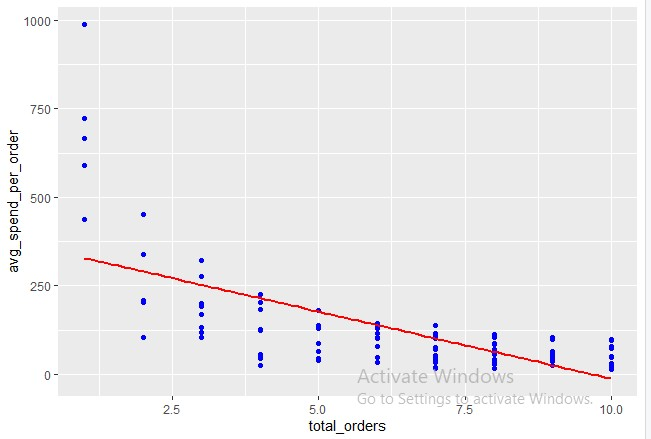 1000
750
500
250
0
avg_spend_per_order
2.5 5.0 7.5 10.0
total_orders
Activate Windows
Go to Settings to activate Windows.